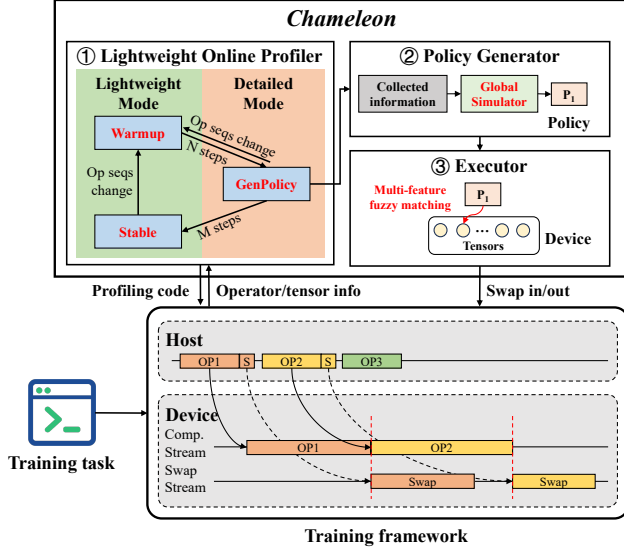 Chameleon
① Lightweight Online Profiler
Lightweight
Mode
Detailed
Mode
Warmup
Op seqs change
N steps
Op seqs
change
GenPolicy
Stable
M steps
② Policy Generator
Collected
information
Global
Simulator
P1
Policy
③ Executor
Multi-feature
fuzzy matching
P1
Tensors
Device
Profiling code
Operator/tensor info
Swap in/out
Host
OP1
S
OP2
S
OP3
Device
Comp.
Stream
OP1
OP2
Swap
Stream
Swap
Swap
Training task
Training framework